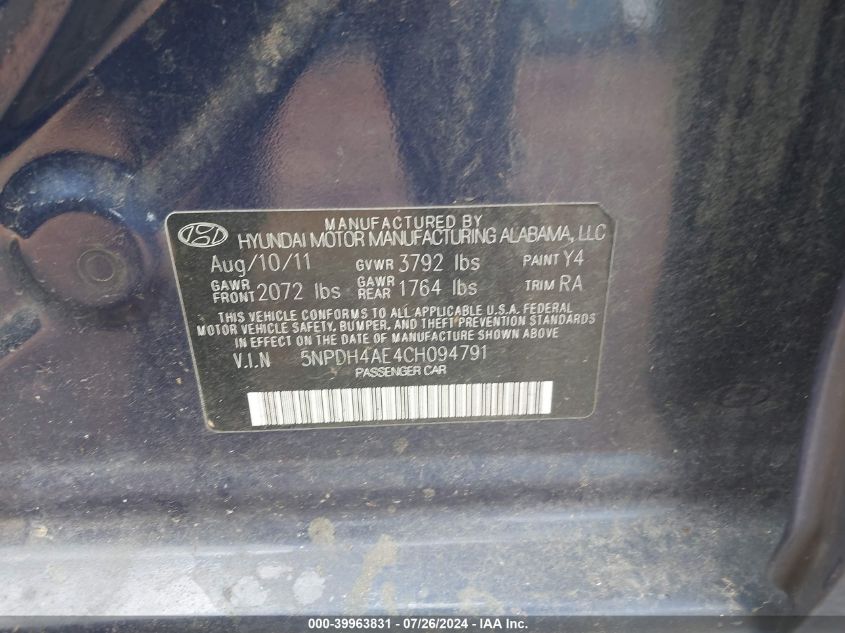 MANUFACTURED BY
HYUNDAI MOTOR MANUFACTURING ALABAMA, LLC
Aug/10/11 GVWR 3792 lbs PAINT Y4
GAWR FRONT 2072 lbs GAWR REAR 1764 lbs TRIM RA
THIS VEHICLE CONFORMS TO ALL APPLICABLE U.S.A. FEDERAL
MOTOR VEHICLE SAFETY, BUMPER, AND THEFT PREVENTION STANDARDS
IN EFFECT ON THE DATE OF MANUFACTURE SHOWN ABOVE
V.I.N 5NPDH4AE4CH094791
PASSENGER CAR
000-39963831 - 07/26/2024 - IAA Inc.